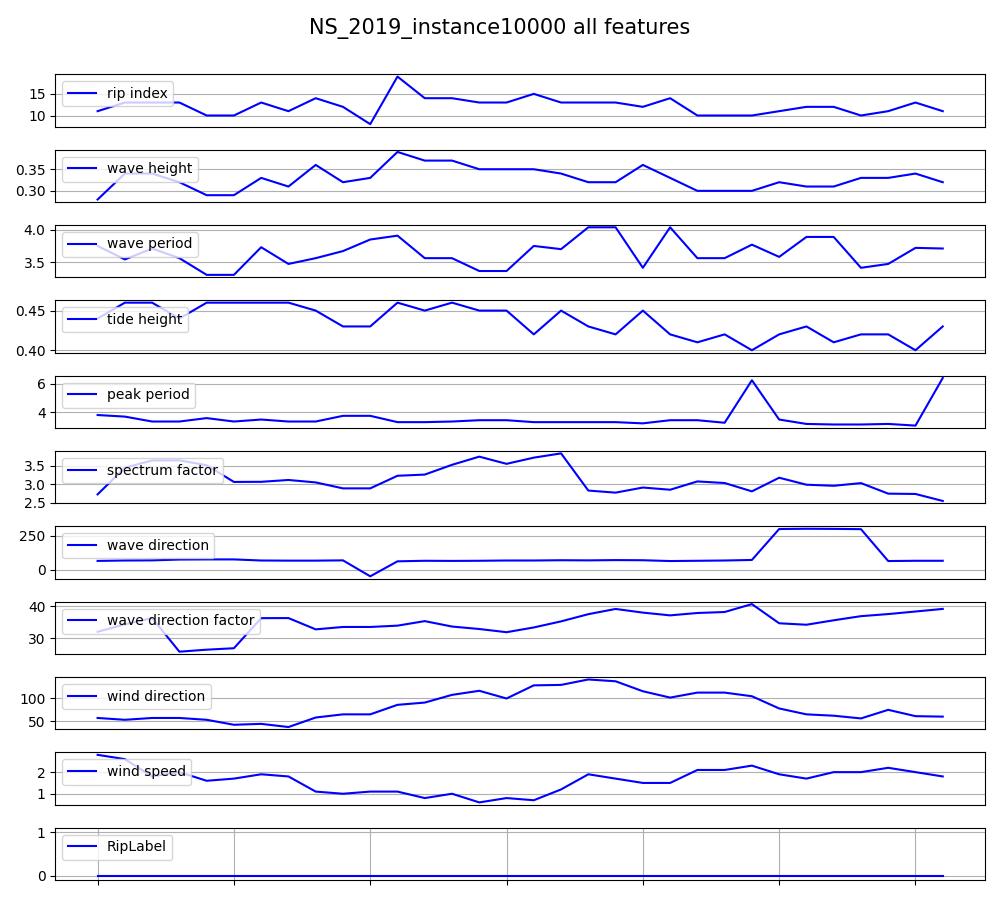 NS_2019_instance10000 all features
15
10
rip index
0.35
0.30
wave height
4.0
3.5
wave period
0.45
0.40
tide height
6
4
peak period
3.5
3.0
2.5
spectrum factor
250
0
wave direction
40
30
wave direction factor
100
50
wind direction
2
1
wind speed
1
0
RipLabel